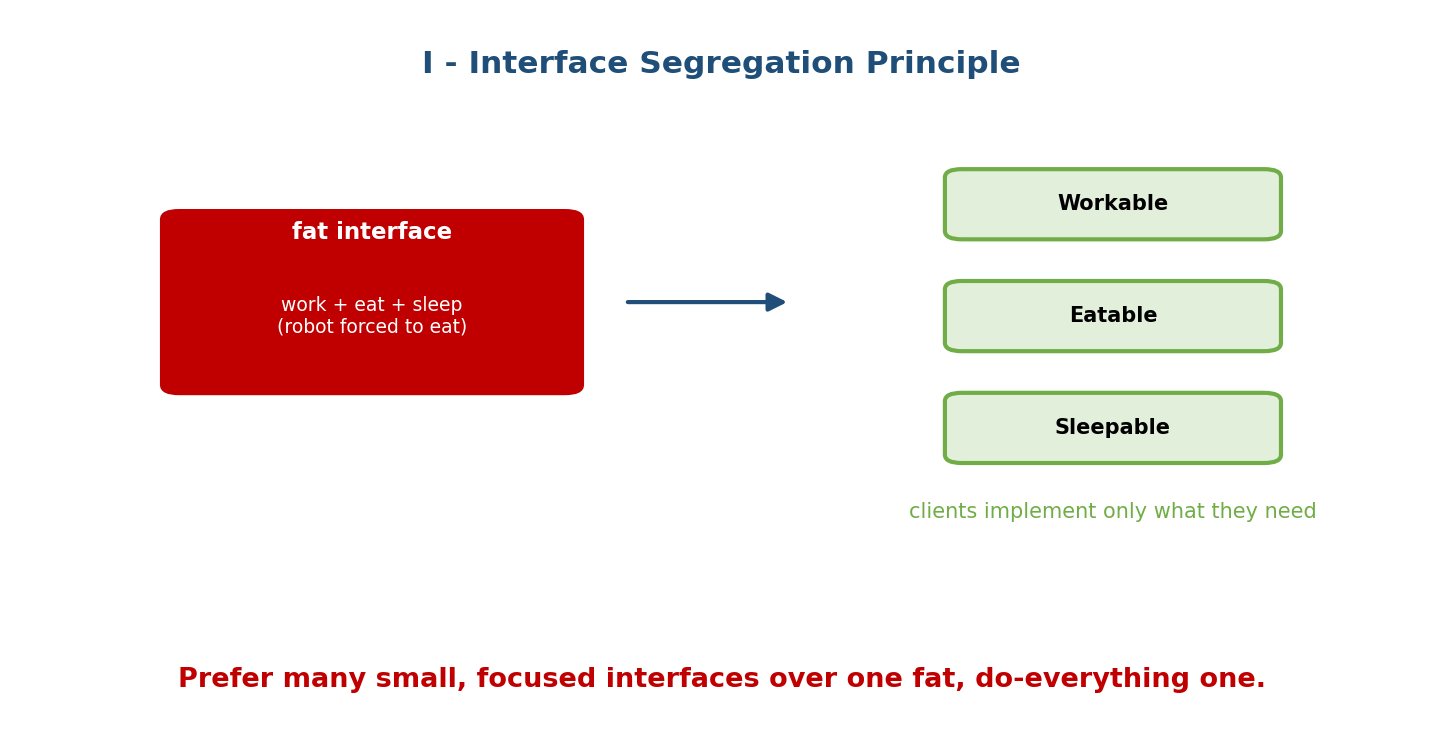 I - Interface Segregation Principle
fat interface
work + eat + sleep
(robot forced to eat)
Workable
Eatable
Sleepable
clients implement only what they need
Prefer many small, focused interfaces over one fat, do-everything one.